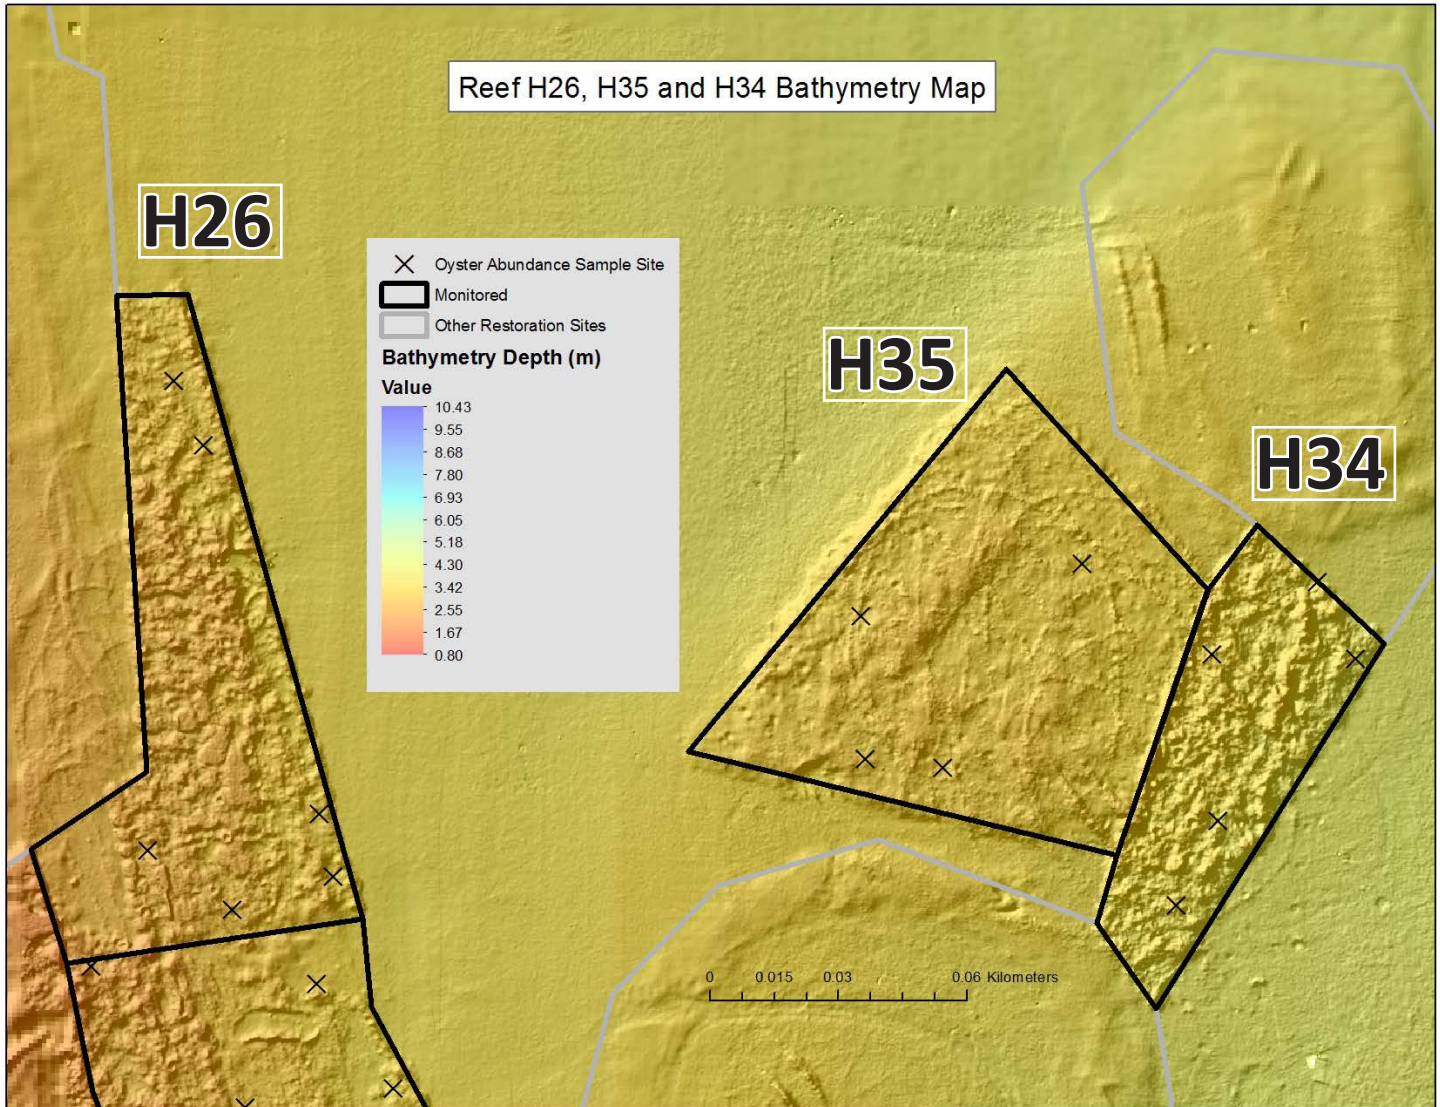 Reef H26, H35 and H34 Bathymetry Map
H26
Oyster Abundance Sample Site
Monitored
Other Restoration Sites
Bathymetry Depth (m)
Value
10.43
9.55
8.68
7.80
6.93
6.05
5.18
4.30
3.42
2.55
1.67
0.80
H35
H34
0 0.015 0.03 0.06 Kilometers